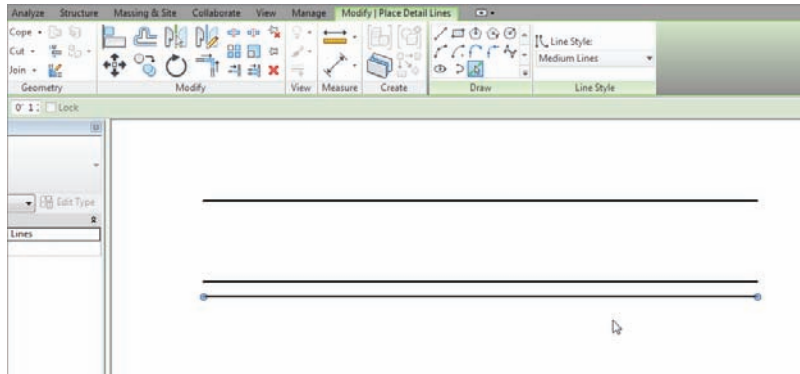 Analyze Structure Massing & Site Collaborate View Manage Modify | Place Detail Lines
Cope
Cut
Join
Line Style:
Medium Lines
Geometry Modify View Measure Create Draw Line Style
Lock
Edit Type
Lines